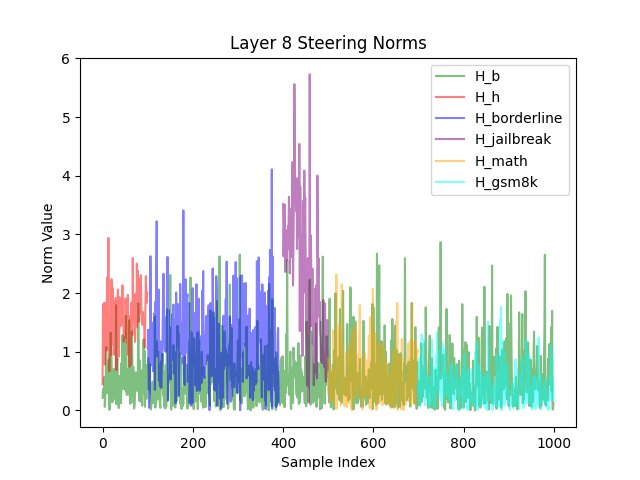 Layer 8 Steering Norms
Norm Value
6
5
4
3
2
1
0
H_b
H_h
H_borderline
H_jailbreak
H_math
H_gsm8k
0
200
400
600
800
1000
Sample Index